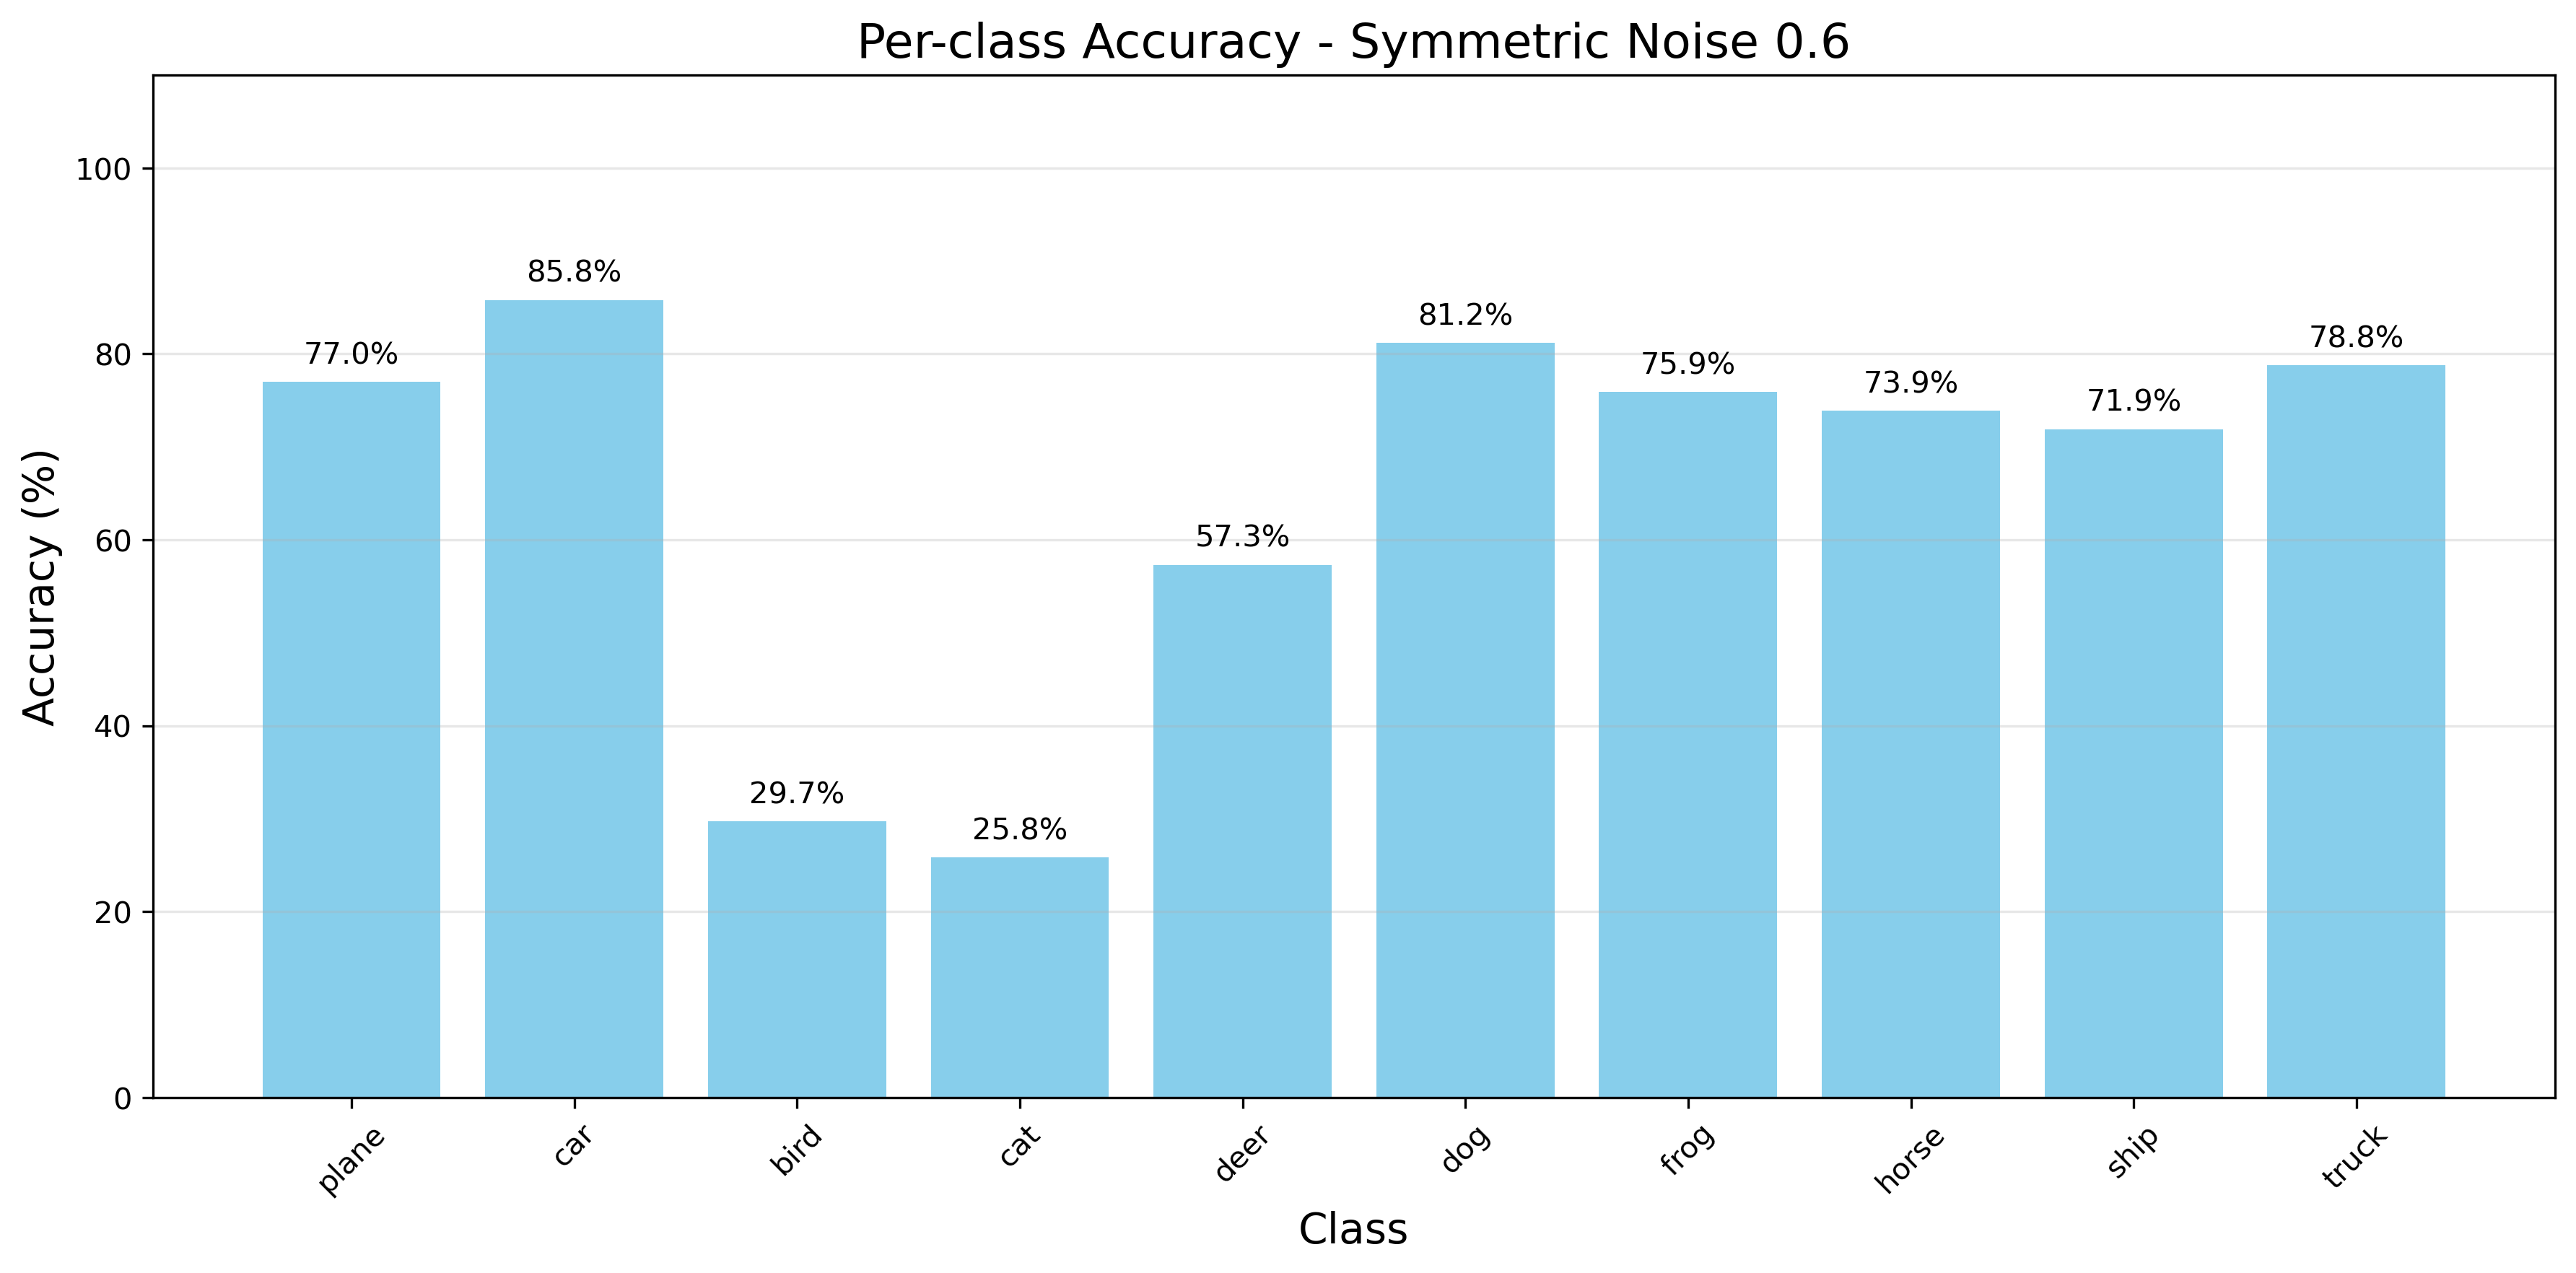 Per-class Accuracy - Symmetric Noise 0.6
Accuracy (%)
100
80
60
40
20
0
77.0%
85.8%
29.7%
25.8%
57.3%
81.2%
75.9%
73.9%
71.9%
78.8%
plane
car
bird
cat
deer
dog
frog
horse
ship
truck
Class